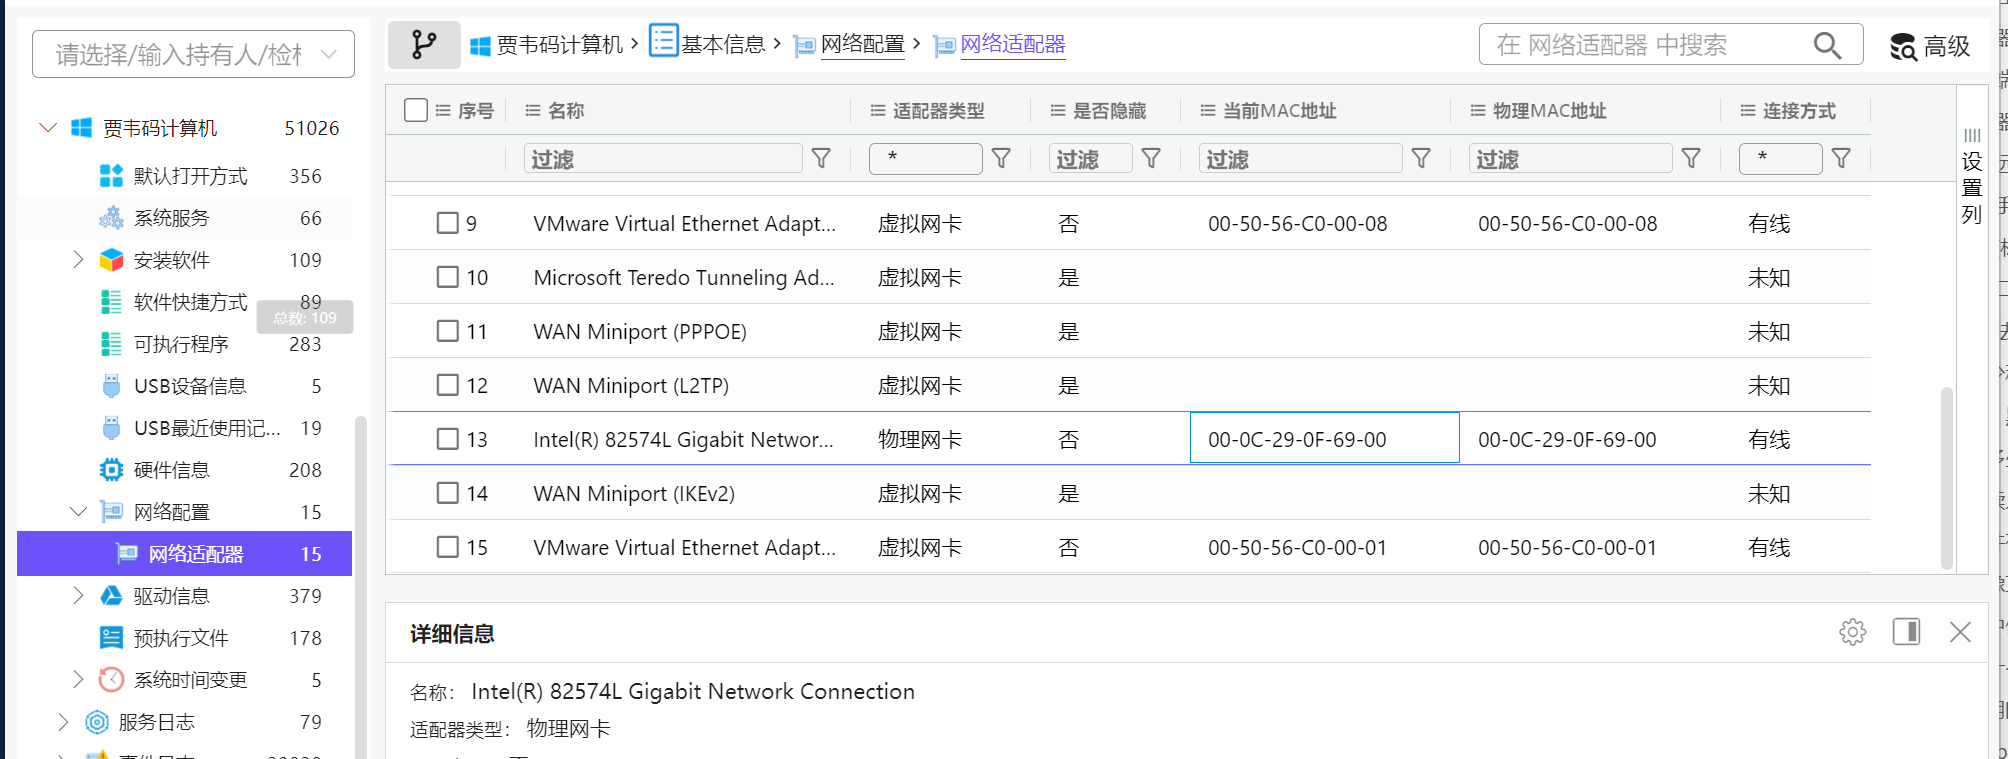 请选择/输入持有人/检材
贾韦码计算机 51026
默认打开方式 356
系统服务 66
安装软件 109
软件快捷方式 89
总数: 109
可执行程序 283
USB设备信息 5
USB最近使用记... 19
硬件信息 208
网络配置 15
网络适配器 15
驱动信息 379
预执行文件 178
系统时间变更 5
服务日志 79
贾韦码计算机 > 基本信息 > 网络配置 > 网络适配器
在 网络适配器 中搜索
高级
序号 名称 适配器类型 是否隐藏 当前MAC地址 物理MAC地址 连接方式
过滤 * 过滤 过滤 过滤 *
9 VMware Virtual Ethernet Adapt... 虚拟网卡 否 00-50-56-C0-00-08 00-50-56-C0-00-08 有线
10 Microsoft Teredo Tunneling Ad... 虚拟网卡 是 未知
11 WAN Miniport (PPPOE) 虚拟网卡 是 未知
12 WAN Miniport (L2TP) 虚拟网卡 是 未知
13 Intel(R) 82574L Gigabit Networ... 物理网卡 否 00-0C-29-0F-69-00 00-0C-29-0F-69-00 有线
14 WAN Miniport (IKEv2) 虚拟网卡 是 未知
15 VMware Virtual Ethernet Adapt... 虚拟网卡 否 00-50-56-C0-00-01 00-50-56-C0-00-01 有线
设置列
详细信息
名称: Intel(R) 82574L Gigabit Network Connection
适配器类型: 物理网卡